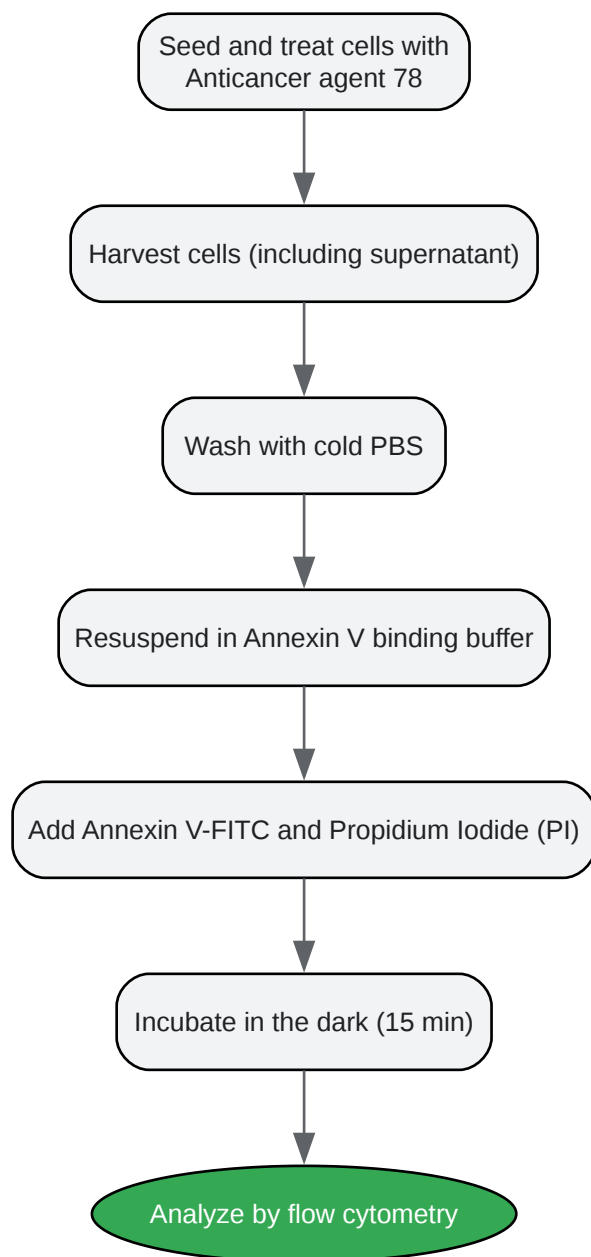 Seed and treat cells with
Anticancer agent 78
Harvest cells (including supernatant)
Wash with cold PBS
Resuspend in Annexin V binding buffer
Add Annexin V-FITC and Propidium Iodide (PI)
Incubate in the dark (15 min)
Analyze by flow cytometry